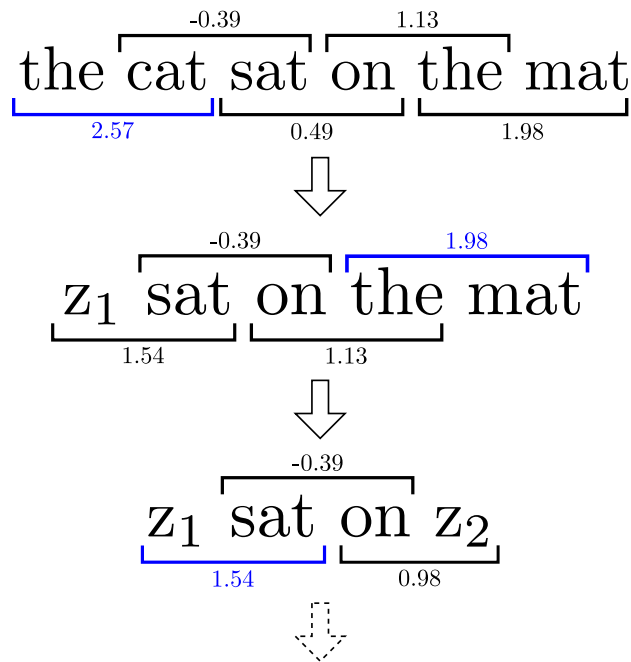 -0.39 1.13
the cat sat on the mat
2.57 0.49 1.98
-0.39 1.98
z₁ sat on the mat
1.54 1.13
-0.39
z₁ sat on z₂
1.54 0.98